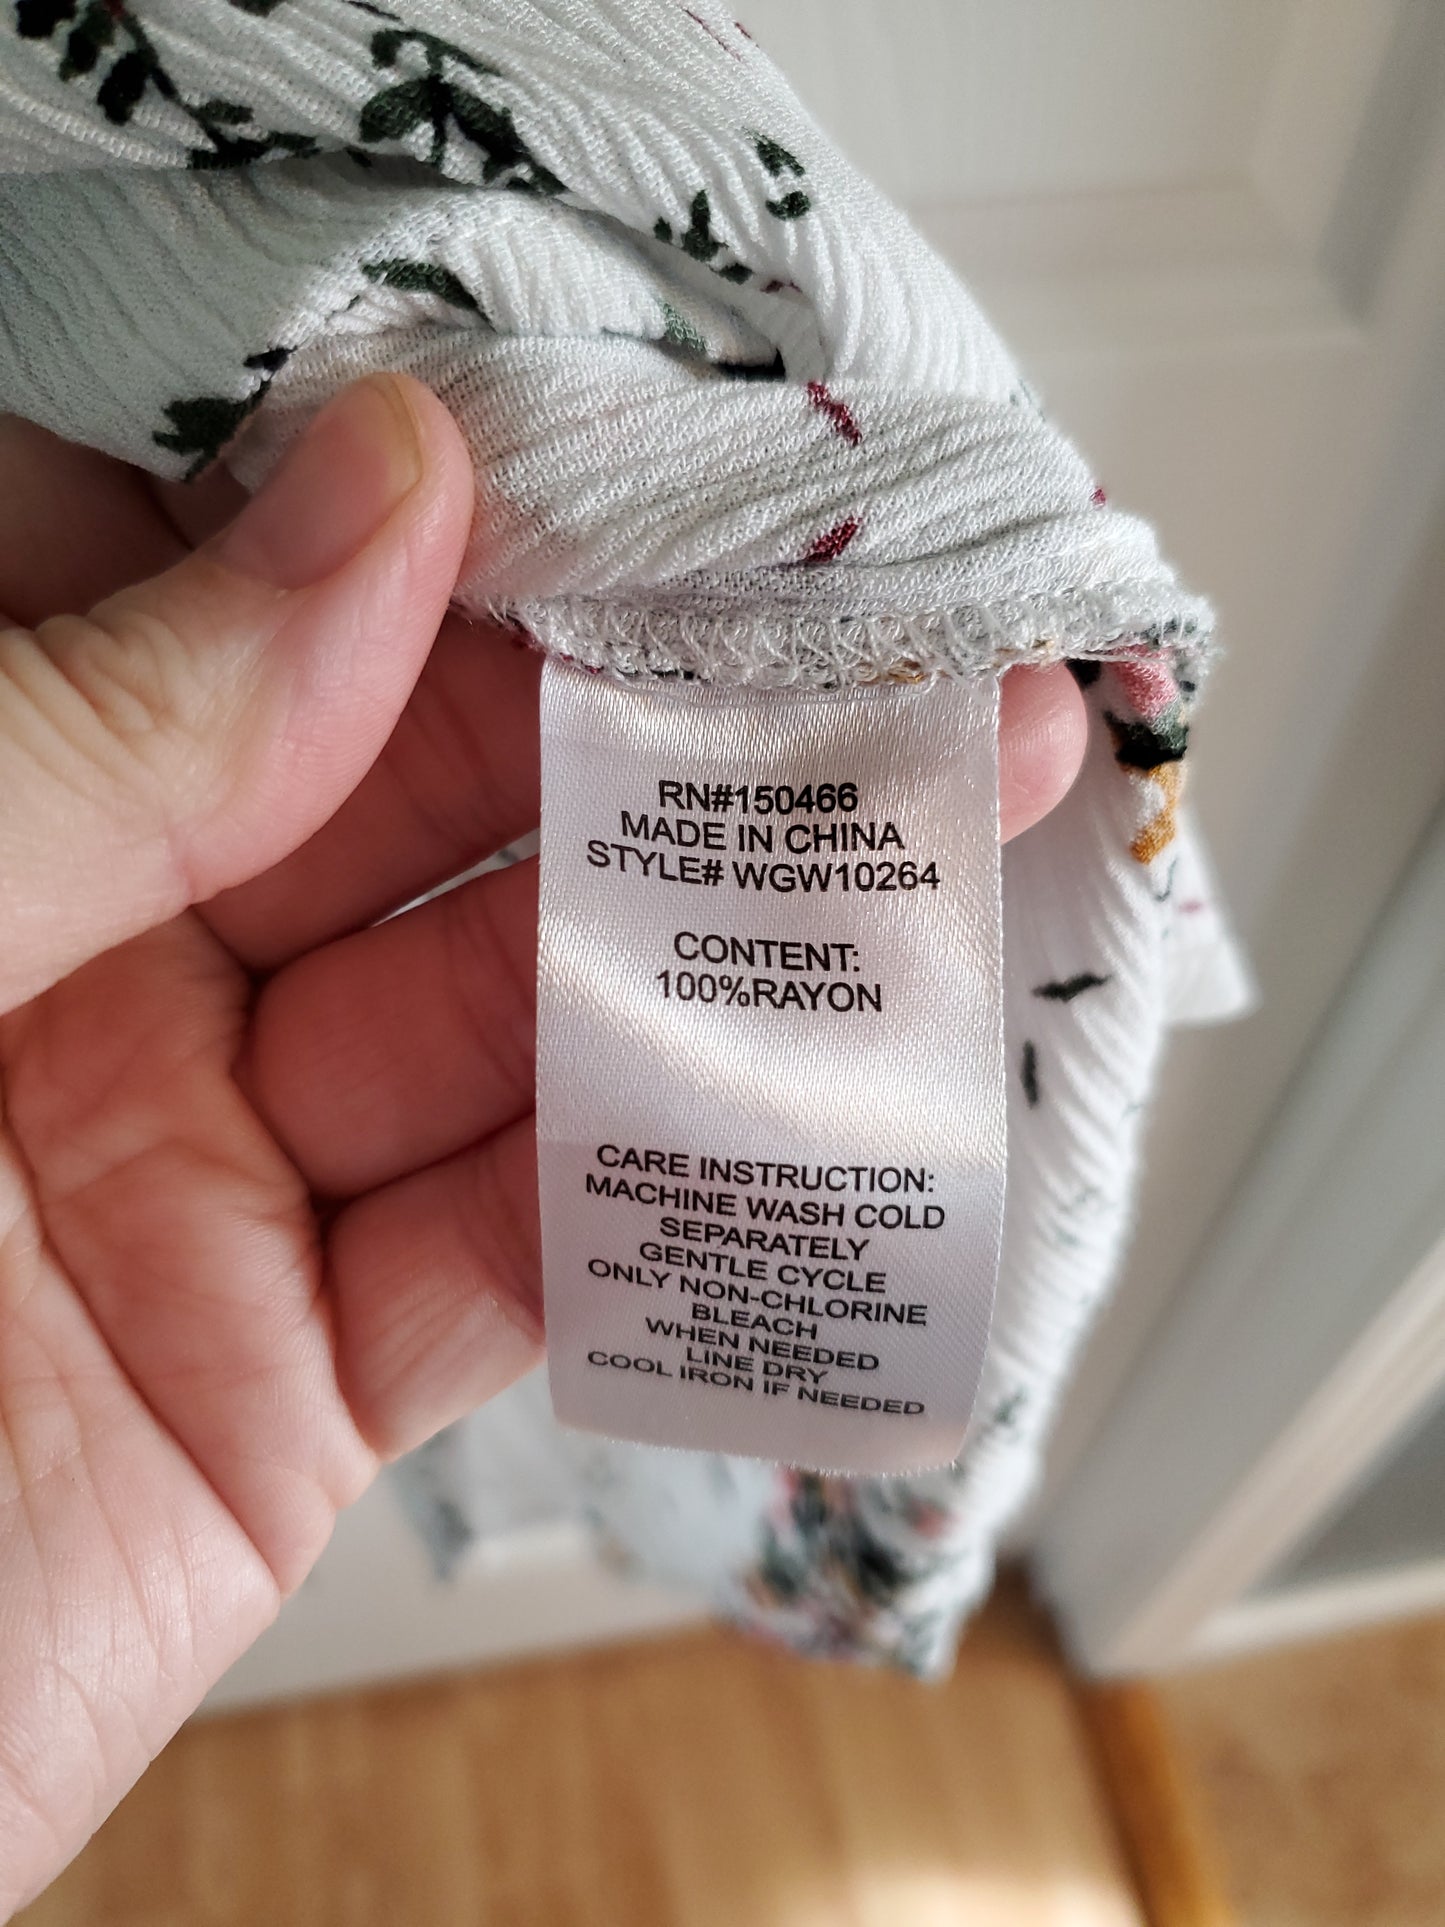 RN#150466
MADE IN CHINA
STYLE# WGW10264
CONTENT:
100%RAYON
CARE INSTRUCTION:
MACHINE WASH COLD
SEPARATELY
GENTLE CYCLE
ONLY NON-CHLORINE
BLEACH
WHEN NEEDED
LINE DRY
COOL IRON IF NEEDED